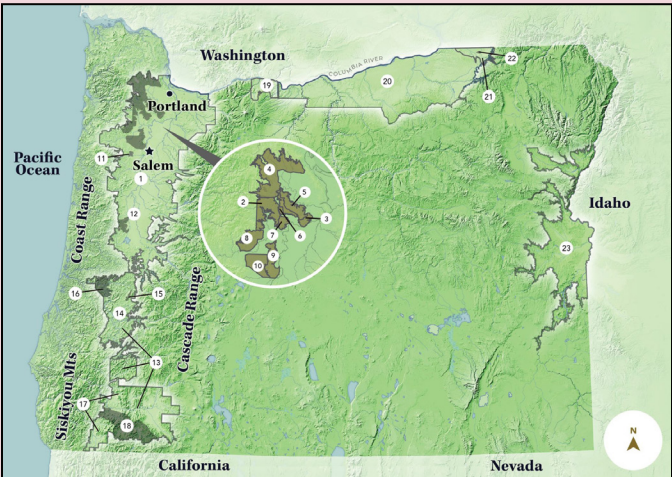 Washington
COLUMBIA RIVER
22
19
20
21
Portland
Pacific
Ocean
11
Salem
1
4
5
2
3
Idaho
Coast Range
12
7
6
8
9
10
23
16
15
14
Cascade Range
13
Siskiyou Mts
17
18
N
California
Nevada